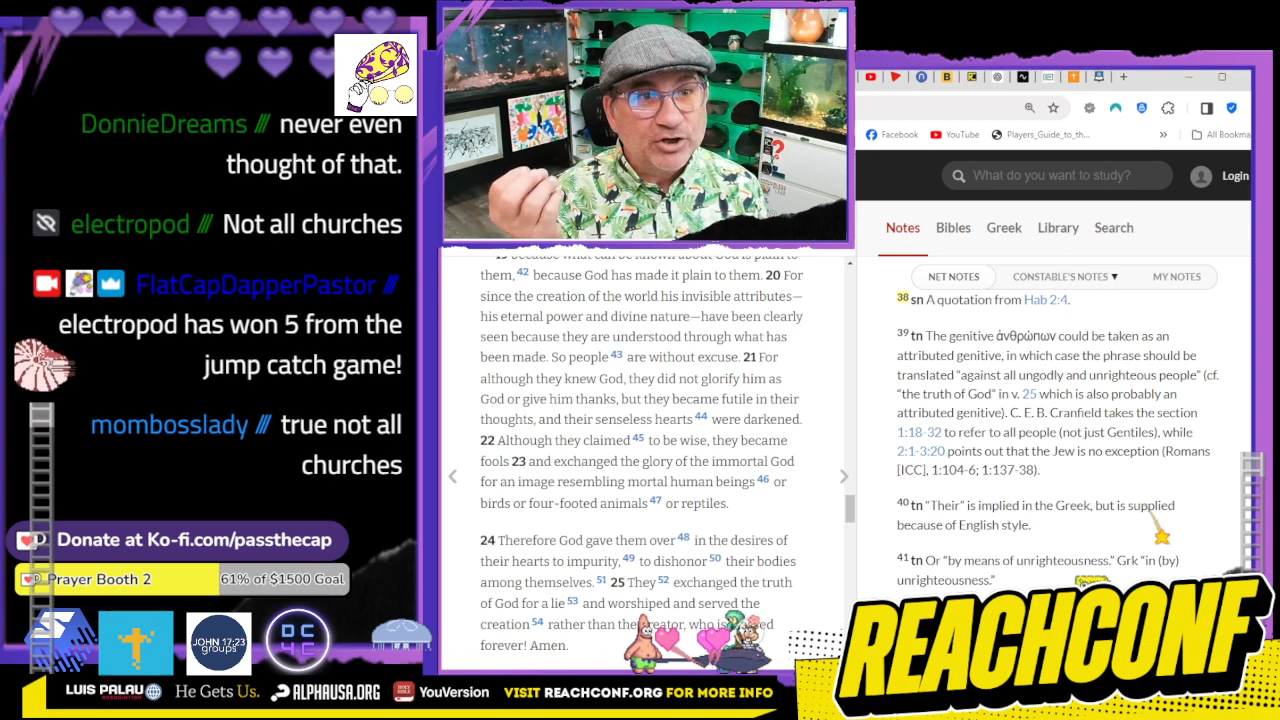 DonnieDreams /// never even
thought of that.
electropod /// Not all churches
FlatCapDapperPastor ///
electropod has won 5 from the
jump catch game!
mombosslady /// true not all
churches
Donate at Ko-fi.com/passthecap
Prayer Booth 2
61% of $1500 Goal
JOHN 17:23
groups
DC
4C
because what can be known about God is plain to
them, 42 because God has made it plain to them. 20 For
since the creation of the world his invisible attributes—
his eternal power and divine nature—have been clearly
seen because they are understood through what has
been made. So people 43 are without excuse. 21 For
although they knew God, they did not glorify him as
God or give him thanks, but they became futile in their
thoughts, and their senseless hearts 44 were darkened.
22 Although they claimed 45 to be wise, they became
fools 23 and exchanged the glory of the immortal God
for an image resembling mortal human beings 46 or
birds or four-footed animals 47 or reptiles.
24 Therefore God gave them over 48 in the desires of
their hearts to impurity, 49 to dishonor 50 their bodies
among themselves. 51 25 They 52 exchanged the truth
of God for a lie 53 and worshiped and served the
creation 54 rather than the
forever! Amen.
Facebook
YouTube
Players_Guide_to_th...
»
All Bookma
What do you want to study?
Login
Notes
Bibles
Greek
Library
Search
NET NOTES
CONSTABLE'S NOTES ▼
MY NOTES
38 sn A quotation from Hab 2:4.
39 tn The genitive ἀνθρώπων could be taken as an
attributed genitive, in which case the phrase should be
translated “against all ungodly and unrighteous people” (cf.
“the truth of God” in v. 25 which is also probably an
attributed genitive). C. E. B. Cranfield takes the section
1:18-32 to refer to all people (not just Gentiles), while
2:1-3:20 points out that the Jew is no exception (Romans
[ICC], 1:104-6; 1:137-38).
40 tn “Their” is implied in the Greek, but is supplied
because of English style.
41 tn Or “by means of unrighteousness.” Grk “in (by)
unrighteousness.”
REACHCONF
LUIS PALAU
He Gets Us.
ALPHAUSA.ORG
HOLY BIBLE
YouVersion
VISIT REACHCONF.ORG FOR MORE INFO